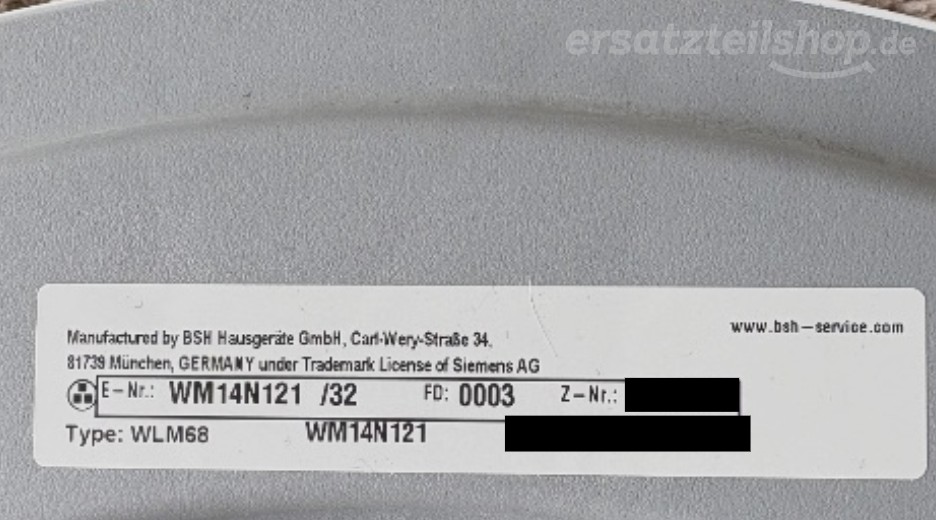 ersatzteilshop.de
www.bsh-service.com
Manufactured by BSH Hausgeräte GmbH, Carl-Wery-Straße 34,
81739 München, GERMANY under Trademark License of Siemens AG
E-Nr.: WM14N121 /32 FD: 0003 Z-Nr.:
Type: WLM68 WM14N121